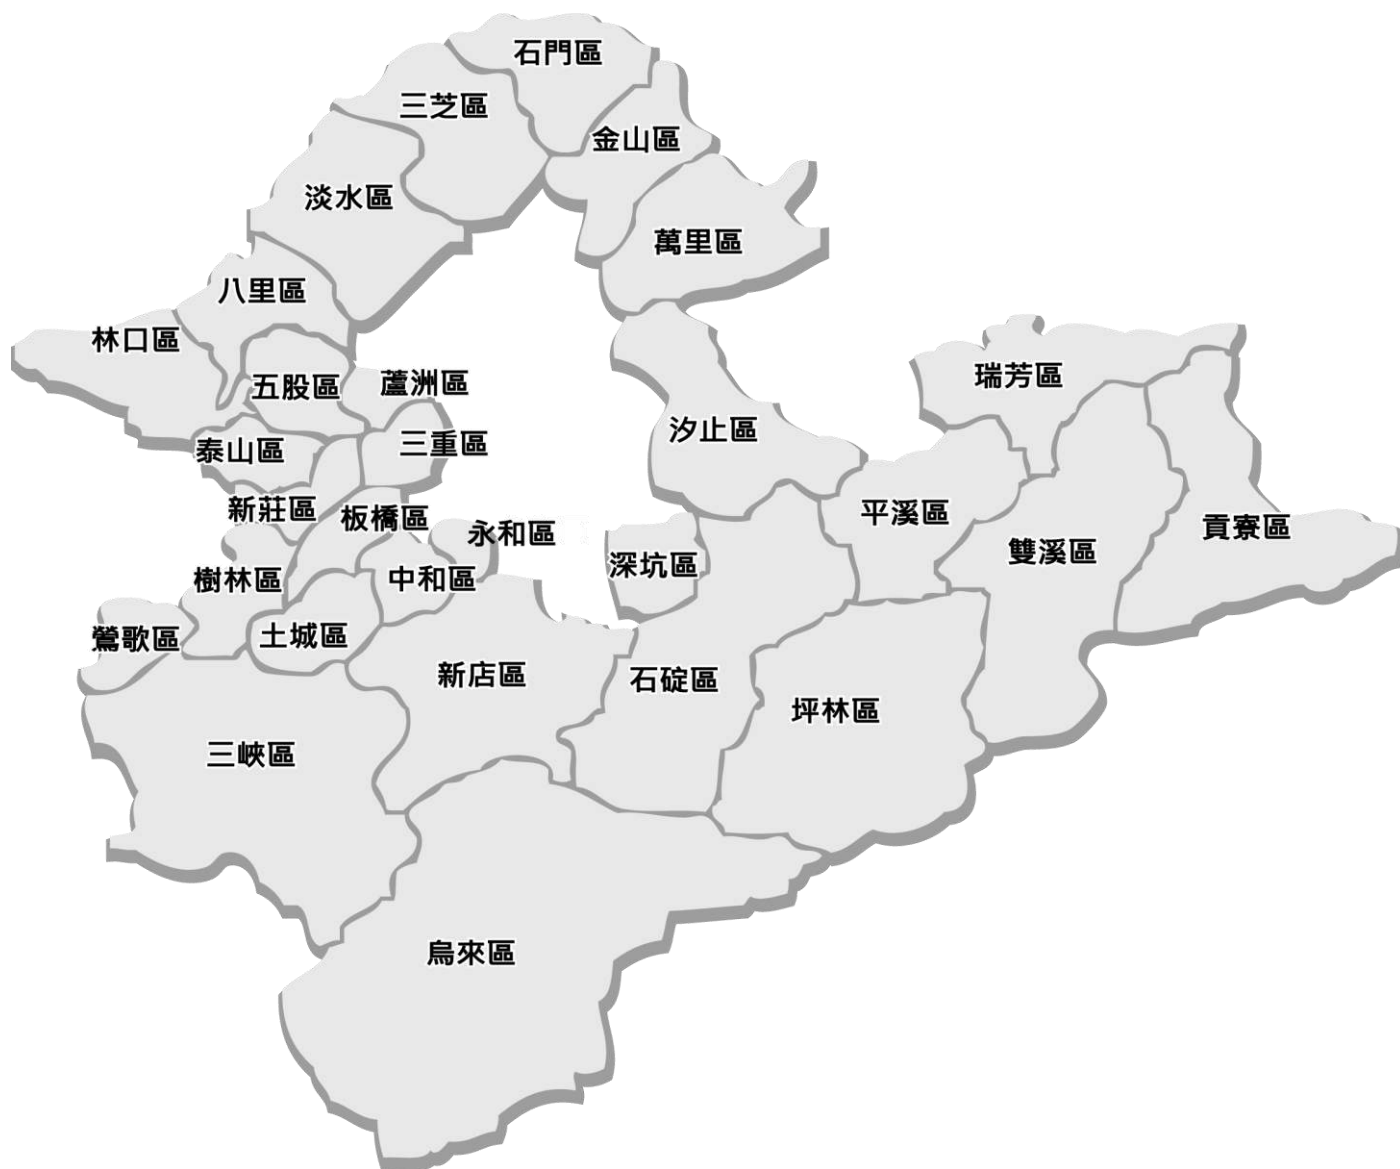 石門區
三芝區
金山區
淡水區
萬里區
八里區
林口區
瑞芳區
五股區
蘆洲區
汐止區
三重區
泰山區
新莊區
板橋區
平溪區
貢寮區
永和區
雙溪區
深坑區
中和區
樹林區
土城區
鶯歌區
新店區
石碇區
坪林區
三峽區
烏來區